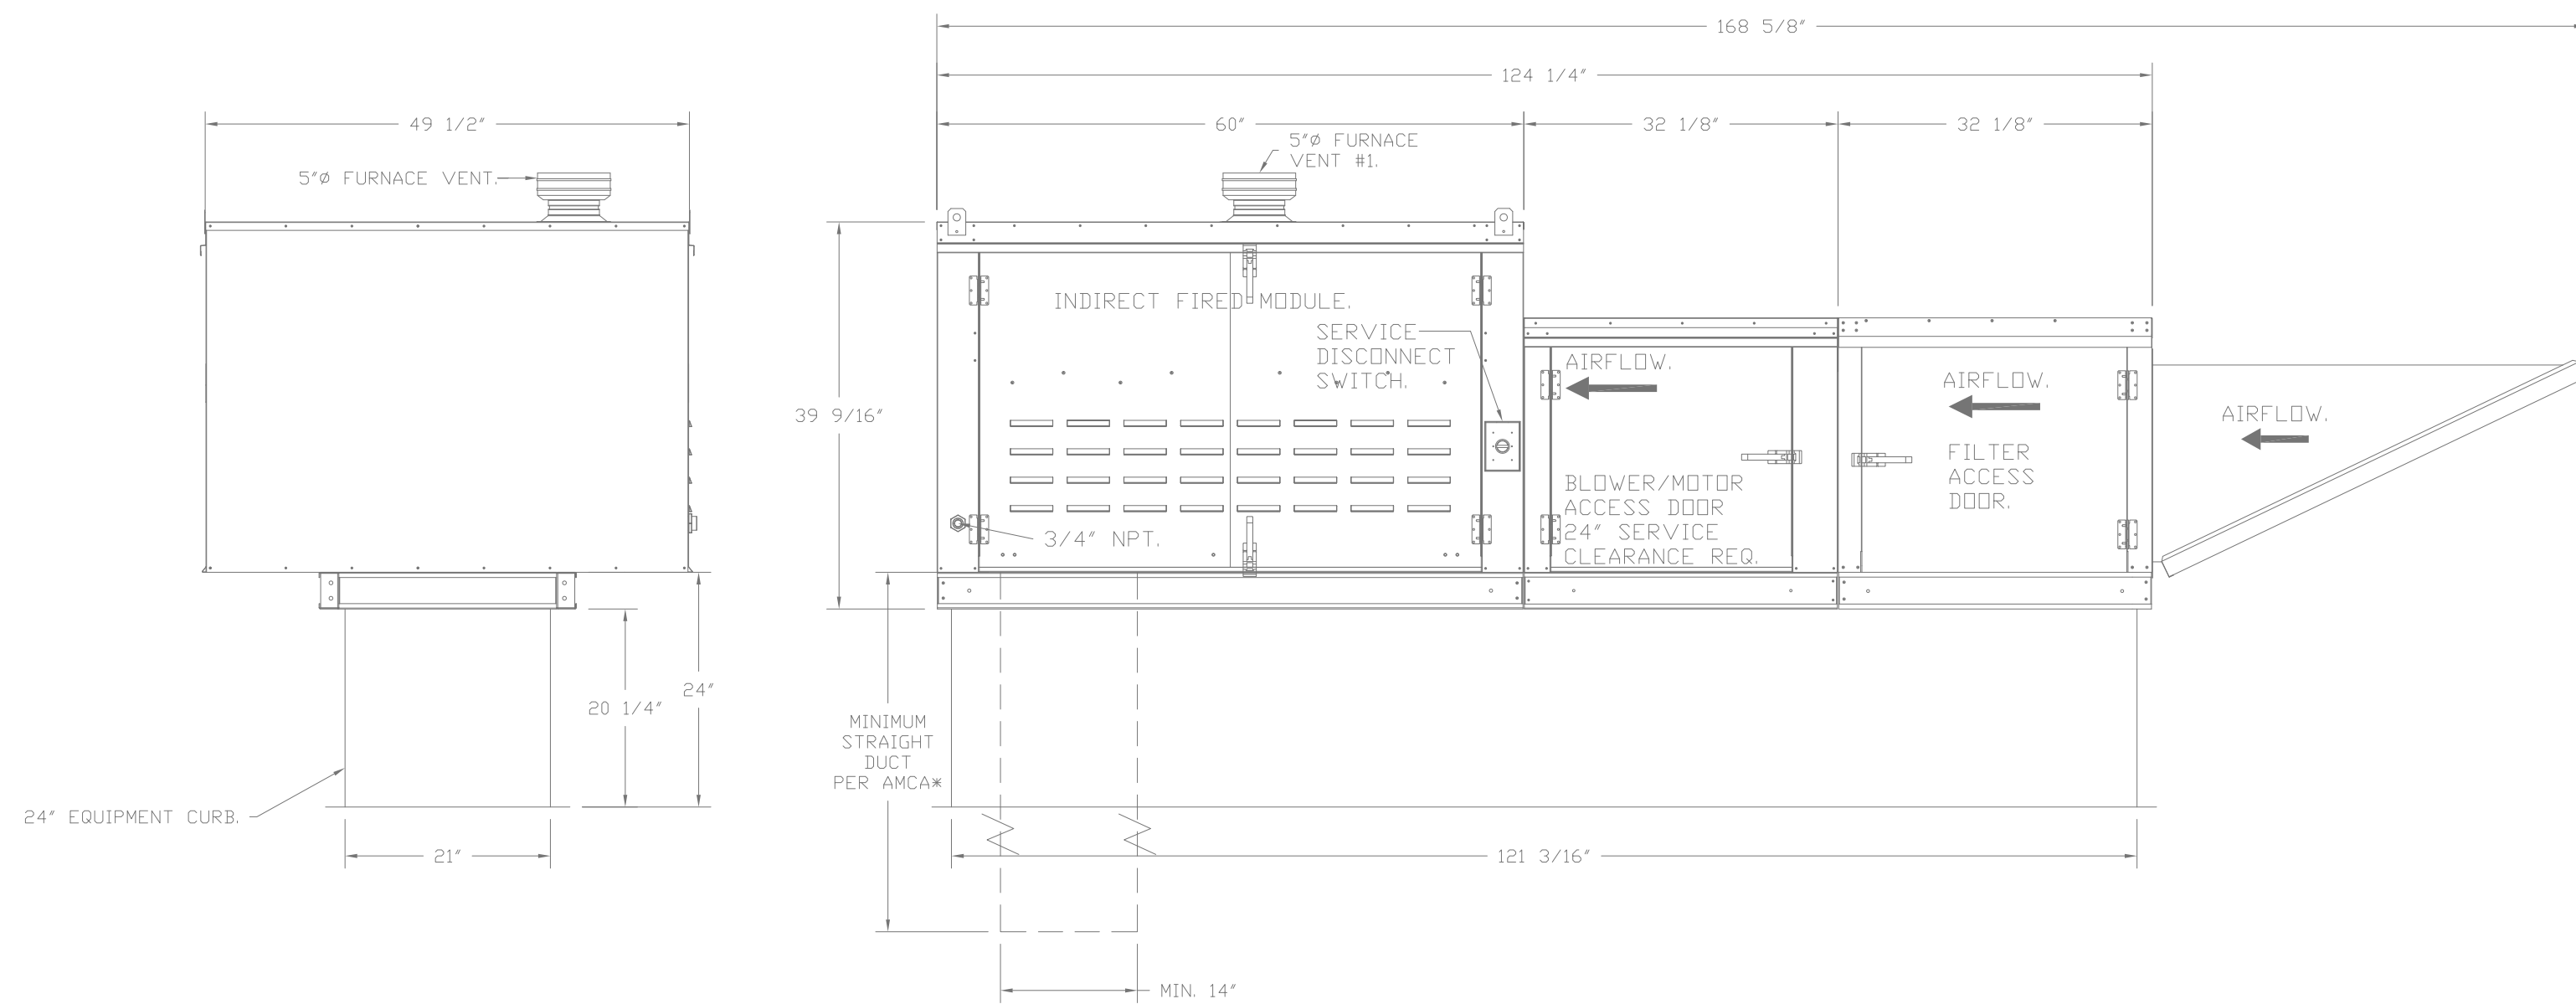 168 5/8"
124 1/4"
49 1/2"
60"
32 1/8"
32 1/8"
5"ø FURNACE
VENT #1.
5"ø FURNACE VENT.
INDIRECT FIRED MODULE.
SERVICE
DISCONNECT
SWITCH.
AIRFLOW.
AIRFLOW.
AIRFLOW.
39 9/16"
FILTER
ACCESS
DOOR.
BLOWER/MOTOR
ACCESS DOOR
24" SERVICE
CLEARANCE REQ.
3/4" NPT.
24"
20 1/4"
MINIMUM
STRAIGHT
DUCT
PER AMCA*
24" EQUIPMENT CURB.
21"
121 3/16"
MIN. 14"